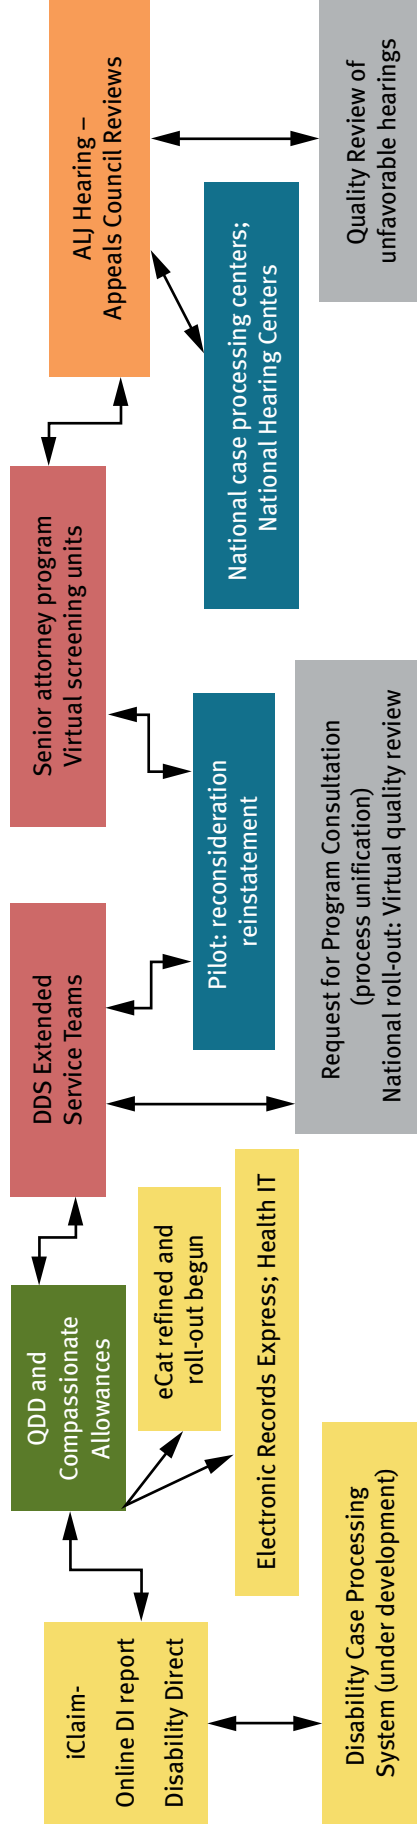 iClaim-
Online DI report
Disability Direct
Disability Case Processing
System (under development)
QDD and
Compassionate
Allowances
eCat refined and
roll-out begun
Electronic Records Express; Health IT
DDS Extended
Service Teams
Request for Program Consultation
(process unification)
National roll-out: Virtual quality review
Pilot: reconsideration
reinstatement
Senior attorney program
Virtual screening units
National case processing centers;
National Hearing Centers
ALJ Hearing –
Appeals Council Reviews
Quality Review of
unfavorable hearings